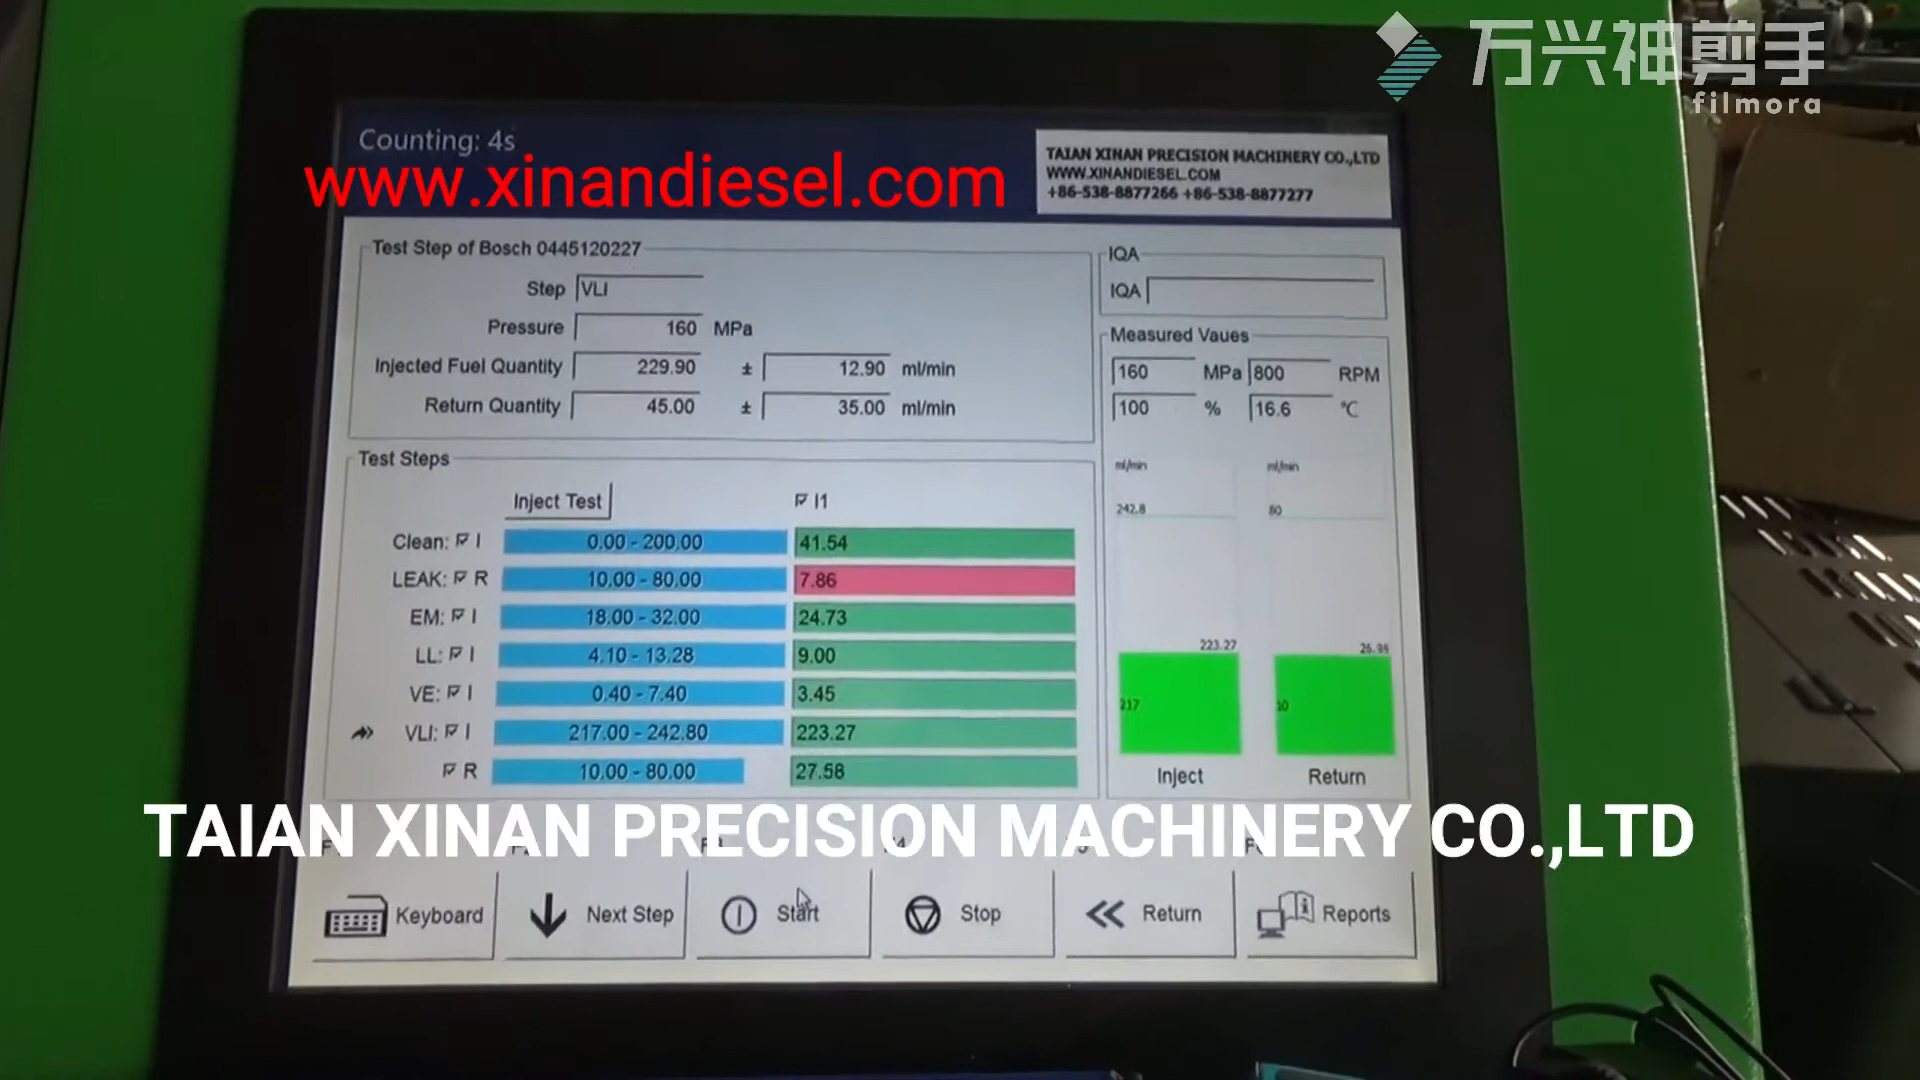 万兴神剪手
filmora
Counting: 4s
www.xinandiesel.com
TAIAN XINAN PRECISION MACHINERY CO.,LTD
WWW.XINANDIESEL.COM
+86-538-8877266 +86-538-8877277
Test Step of Bosch 0445120227
Step VLI
Pressure 160 MPa
Injected Fuel Quantity 229.90 ± 12.90 ml/min
Return Quantity 45.00 ± 35.00 ml/min
IQA
IQA
Measured Vaues
160 MPa 800 RPM
100 % 16.6 ℃
Test Steps
Inject Test I1
Clean: I 0.00 - 200.00 41.54
LEAK: R 10.00 - 80.00 7.86
EM: I 18.00 - 32.00 24.73
LL: I 4.10 - 13.28 9.00
VE: I 0.40 - 7.40 3.45
VLI: I 217.00 - 242.80 223.27
R 10.00 - 80.00 27.58
ml/min ml/min
242.8 80
223.27
217 10
Inject Return
TAIAN XINAN PRECISION MACHINERY CO.,LTD
Keyboard Next Step Start Stop Return Reports